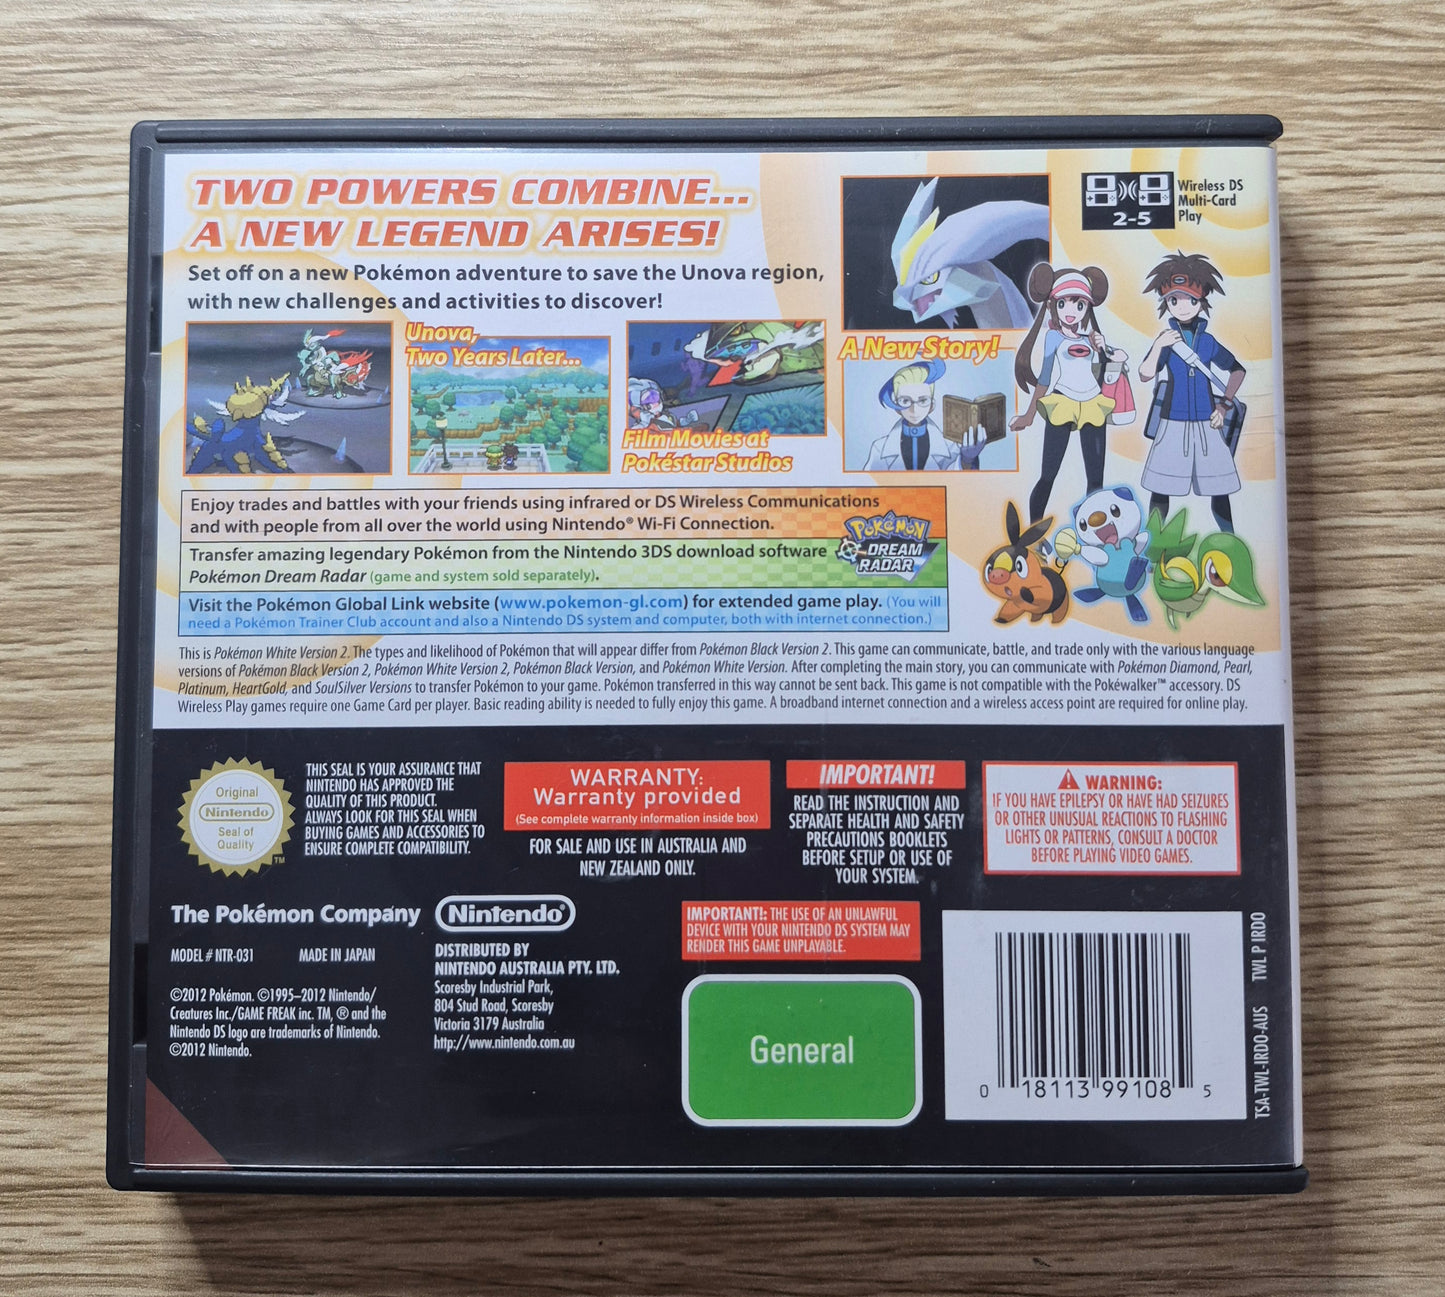 TWO POWERS COMBINE...
A NEW LEGEND ARISES!
Set off on a new Pokémon adventure to save the Unova region,
with new challenges and activities to discover!
2-5
Wireless DS
Multi-Card
Play
Unova,
Two Years Later...
Film Movies at
Pokéstar Studios
A New Story!
Enjoy trades and battles with your friends using infrared or DS Wireless Communications
and with people from all over the world using Nintendo® Wi-Fi Connection.
Transfer amazing legendary Pokémon from the Nintendo 3DS download software
Pokémon Dream Radar (game and system sold separately).
POKéMON
DREAM
RADAR
Visit the Pokémon Global Link website (www.pokemon-gl.com) for extended game play. (You will
need a Pokémon Trainer Club account and also a Nintendo DS system and computer, both with internet connection.)
This is Pokémon White Version 2. The types and likelihood of Pokémon that will appear differ from Pokémon Black Version 2. This game can communicate, battle, and trade only with the various language
versions of Pokémon Black Version 2, Pokémon White Version 2, Pokémon Black Version, and Pokémon White Version. After completing the main story, you can communicate with Pokémon Diamond, Pearl,
Platinum, HeartGold, and SoulSilver Versions to transfer Pokémon to your game. Pokémon transferred in this way cannot be sent back. This game is not compatible with the Pokéwalker™ accessory. DS
Wireless Play games require one Game Card per player. Basic reading ability is needed to fully enjoy this game. A broadband internet connection and a wireless access point are required for online play.
Original
Nintendo
Seal of
Quality
TM
THIS SEAL IS YOUR ASSURANCE THAT
NINTENDO HAS APPROVED THE
QUALITY OF THIS PRODUCT.
ALWAYS LOOK FOR THIS SEAL WHEN
BUYING GAMES AND ACCESSORIES TO
ENSURE COMPLETE COMPATIBILITY.
WARRANTY:
Warranty provided
(See complete warranty information inside box)
FOR SALE AND USE IN AUSTRALIA AND
NEW ZEALAND ONLY.
IMPORTANT!
READ THE INSTRUCTION AND
SEPARATE HEALTH AND SAFETY
PRECAUTIONS BOOKLETS
BEFORE SETUP OR USE OF
YOUR SYSTEM.
WARNING:
IF YOU HAVE EPILEPSY OR HAVE HAD SEIZURES
OR OTHER UNUSUAL REACTIONS TO FLASHING
LIGHTS OR PATTERNS, CONSULT A DOCTOR
BEFORE PLAYING VIDEO GAMES.
The Pokémon Company
Nintendo®
MODEL # NTR-031 MADE IN JAPAN
©2012 Pokémon. ©1995–2012 Nintendo/
Creatures Inc./GAME FREAK inc. TM, ® and the
Nintendo DS logo are trademarks of Nintendo.
©2012 Nintendo.
DISTRIBUTED BY
NINTENDO AUSTRALIA PTY. LTD.
Scoresby Industrial Park,
804 Stud Road, Scoresby
Victoria 3179 Australia
http://www.nintendo.com.au
IMPORTANT!: THE USE OF AN UNLAWFUL
DEVICE WITH YOUR NINTENDO DS SYSTEM MAY
RENDER THIS GAME UNPLAYABLE.
General
0 18113 99108 5
TSA-TWL-IRDO-AUS TWL P IRDO